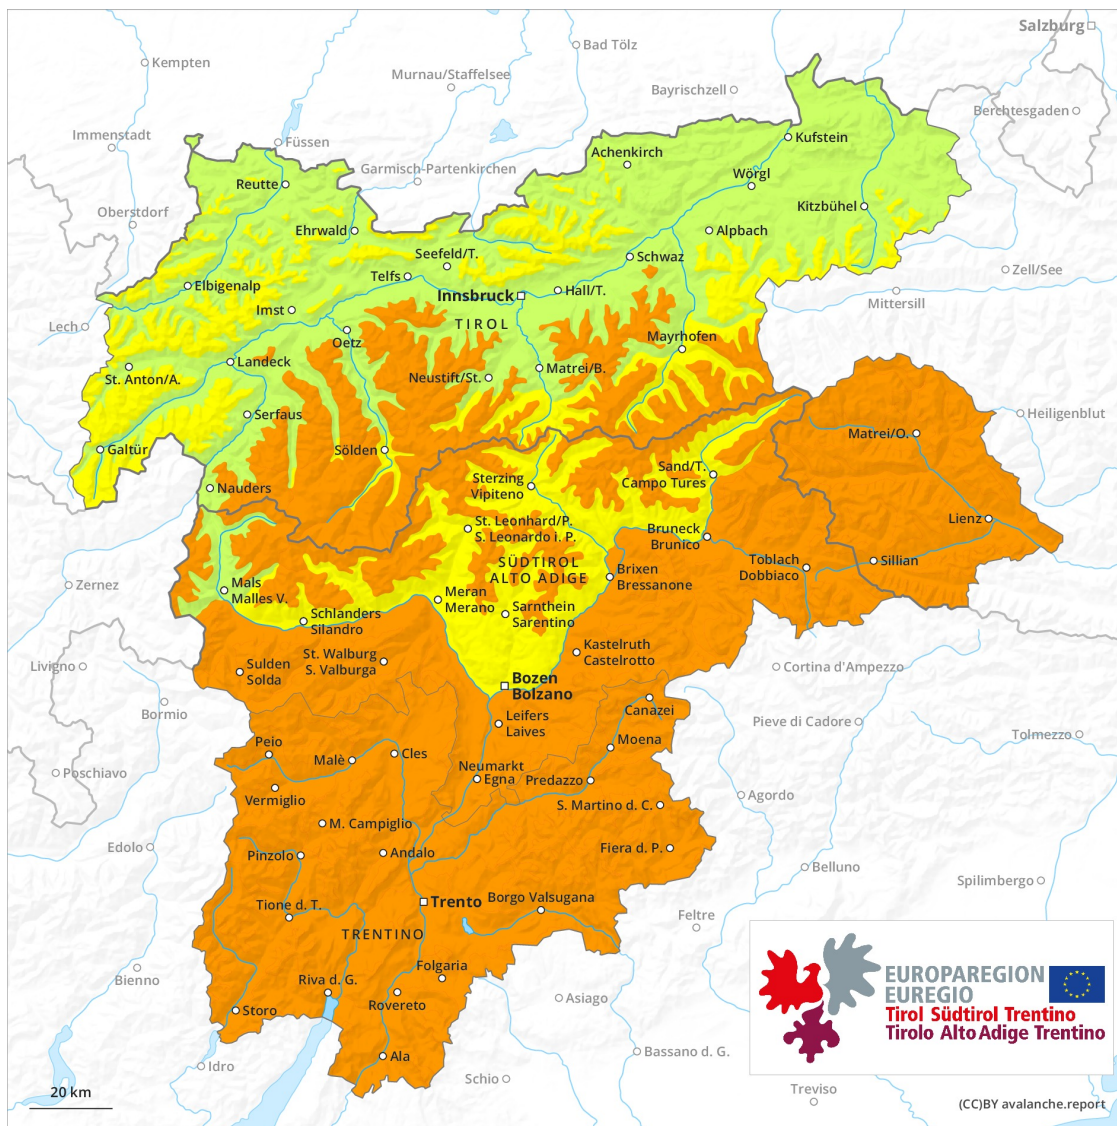 Salzburg
Bad Tölz
Kempten
Murnau/Staffelsee
Bayrischzell
Berchtesgaden
Immenstadt
Füssen
Kufstein
Achenkirch
Garmisch-Partenkirchen
Wörgl
Reutte
Oberstdorf
Kitzbühel
Ehrwald
Alpbach
Seefeld/T.
Schwaz
Telfs
Zell/See
Elbigenalp
Hall/T.
Innsbruck
Mittersill
Imst
Lech
TIROL
Oetz
Mayrhofen
Landeck
Matrei/B.
St. Anton/A.
Neustift/St.
Serfaus
Heiligenblut
Matrei/O.
Galtür
Sölden
Sand/T.
Campo Tures
Sterzing
Vipiteno
Nauders
Lienz
St. Leonhard/P.
S. Leonardo i. P.
Bruneck
Brunico
SÜDTIROL
ALTO ADIGE
Toblach
Dobbiaco
Sillian
Brixen
Bressanone
Zernez
Mals
Malles V.
Meran
Merano
Sarnthein
Sarentino
Schlanders
Silandro
Kastelruth
Castelrotto
St. Walburg
S. Valburga
Livigno
Sulden
Solda
Cortina d'Ampezzo
Bozen
Bolzano
Canazei
Bormio
Leifers
Laives
Pieve di Cadore
Tolmezzo
Moena
Peio
Cles
Malè
Neumarkt
Egna
Poschiavo
Predazzo
Vermiglio
Agordo
S. Martino d. C.
M. Campiglio
Edolo
Fiera d. P.
Andalo
Pinzolo
Belluno
Spilimbergo
Borgo Valsugana
Trento
Tione d. T.
Feltre
TRENTINO
Folgaria
Bienno
Riva d. G.
EUROPAREGION
EUREGIO
Tirol Südtirol Trentino
Tirolo Alto Adige Trentino
Asiago
Rovereto
Storo
Bassano d. G.
Ala
Idro
Schio
Treviso
20 km
(CC)BY avalanche.report